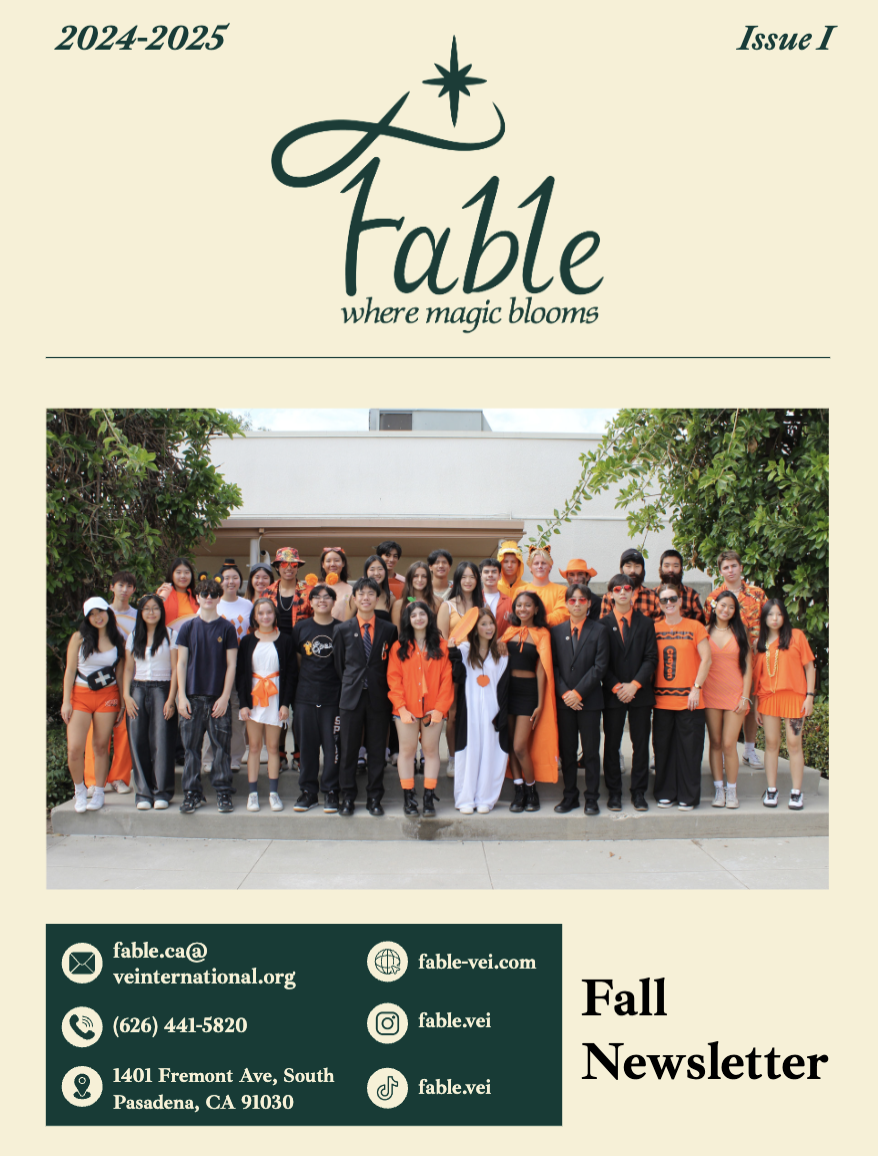 2024-2025
Issue I
Fable
where magic blooms
fable.ca@
veinternational.org
(626) 441-5820
1401 Fremont Ave, South
Pasadena, CA 91030
fable-vei.com
fable.vei
fable.vei
Fall
Newsletter